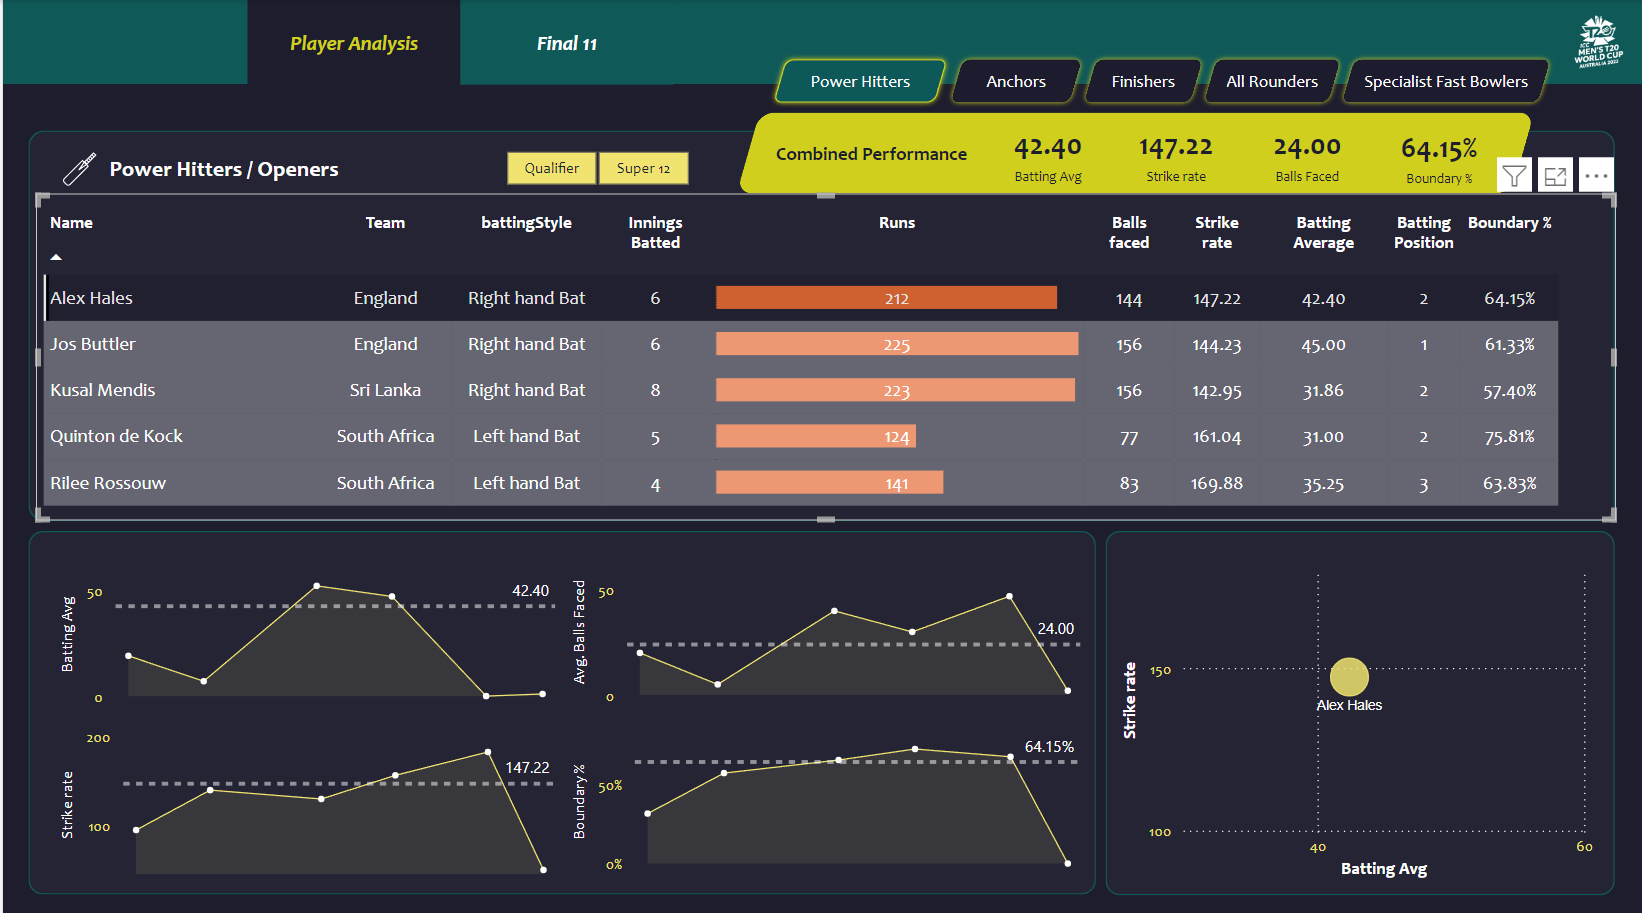 Player Analysis
Final 11
ICC
MEN'S T20
WORLD CUP
AUSTRALIA 2022
Power Hitters
Anchors
Finishers
All Rounders
Specialist Fast Bowlers
Power Hitters / Openers
Qualifier
Super 12
Combined Performance
42.40
Batting Avg
147.22
Strike rate
24.00
Balls Faced
64.15%
Boundary %
Name Team battingStyle Innings Batted Runs Balls faced Strike rate Batting Average Batting Position Boundary %
Alex Hales England Right hand Bat 6 212 144 147.22 42.40 2 64.15%
Jos Buttler England Right hand Bat 6 225 156 144.23 45.00 1 61.33%
Kusal Mendis Sri Lanka Right hand Bat 8 223 156 142.95 31.86 2 57.40%
Quinton de Kock South Africa Left hand Bat 5 124 77 161.04 31.00 2 75.81%
Rilee Rossouw South Africa Left hand Bat 4 141 83 169.88 35.25 3 63.83%
Batting Avg
50
0
42.40
Avg. Balls Faced
50
0
24.00
Strike rate
200
100
147.22
Boundary %
50%
0%
64.15%
Strike rate
150
100
Alex Hales
40
60
Batting Avg